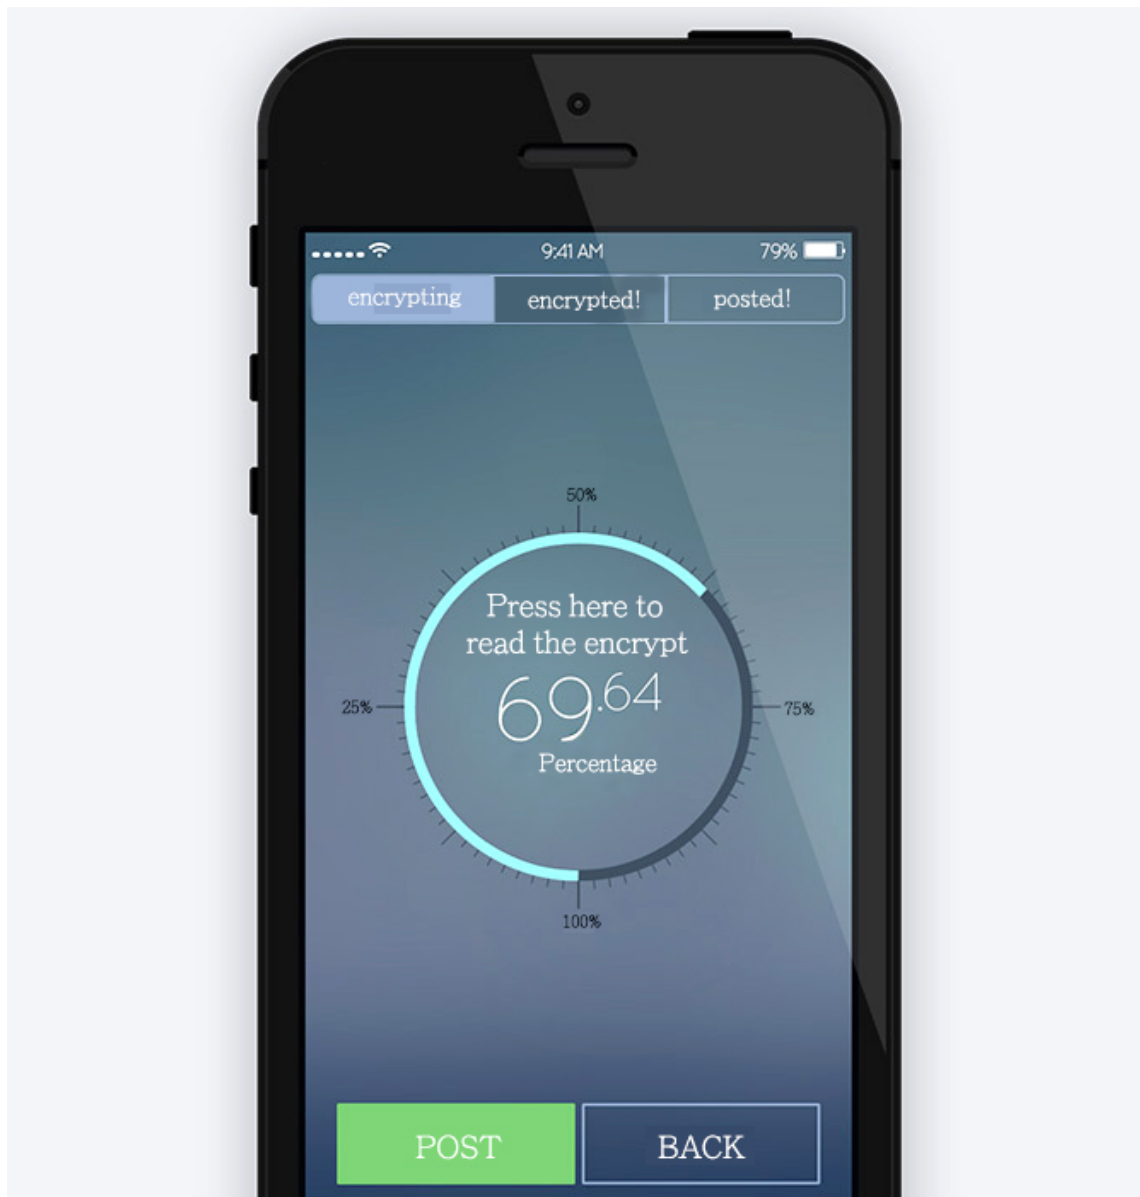 9:41 AM 79%
encrypting encrypted! posted!
50%
Press here to
read the encrypt
69.64
25% 75%
Percentage
100%
POST BACK